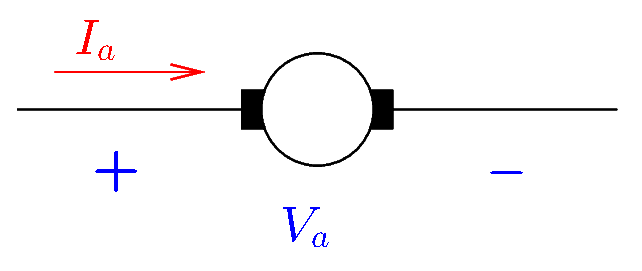 I_a
+ −
V_a